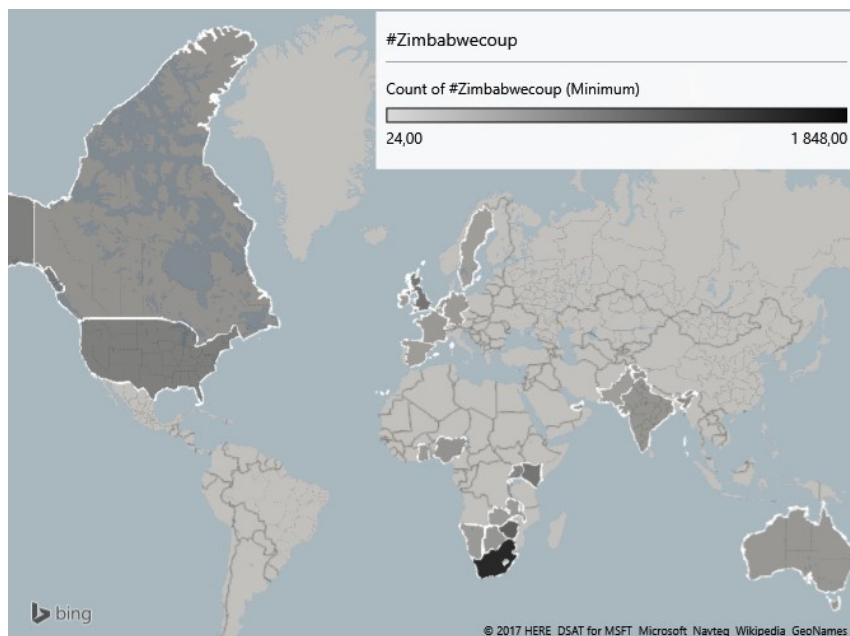 #Zimbabwecoup
Count of #Zimbabwecoup (Minimum)
24,00 1 848,00
bing
© 2017 HERE DSAT for MSFT Microsoft Navteq Wikipedia GeoNames